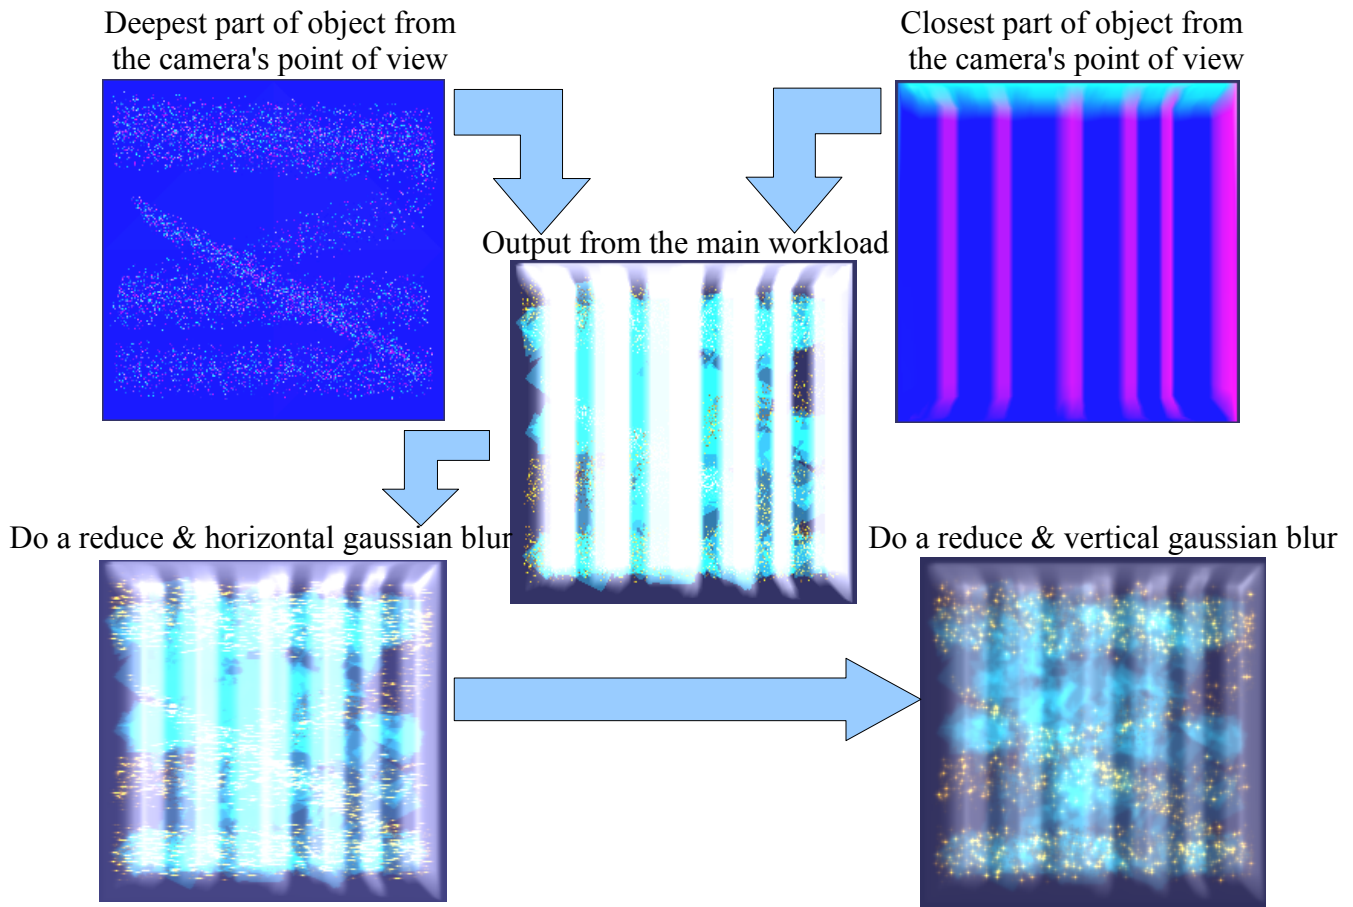 Deepest part of object from
the camera's point of view
Closest part of object from
the camera's point of view
Output from the main workload
Do a reduce & horizontal gaussian blur
Do a reduce & vertical gaussian blur